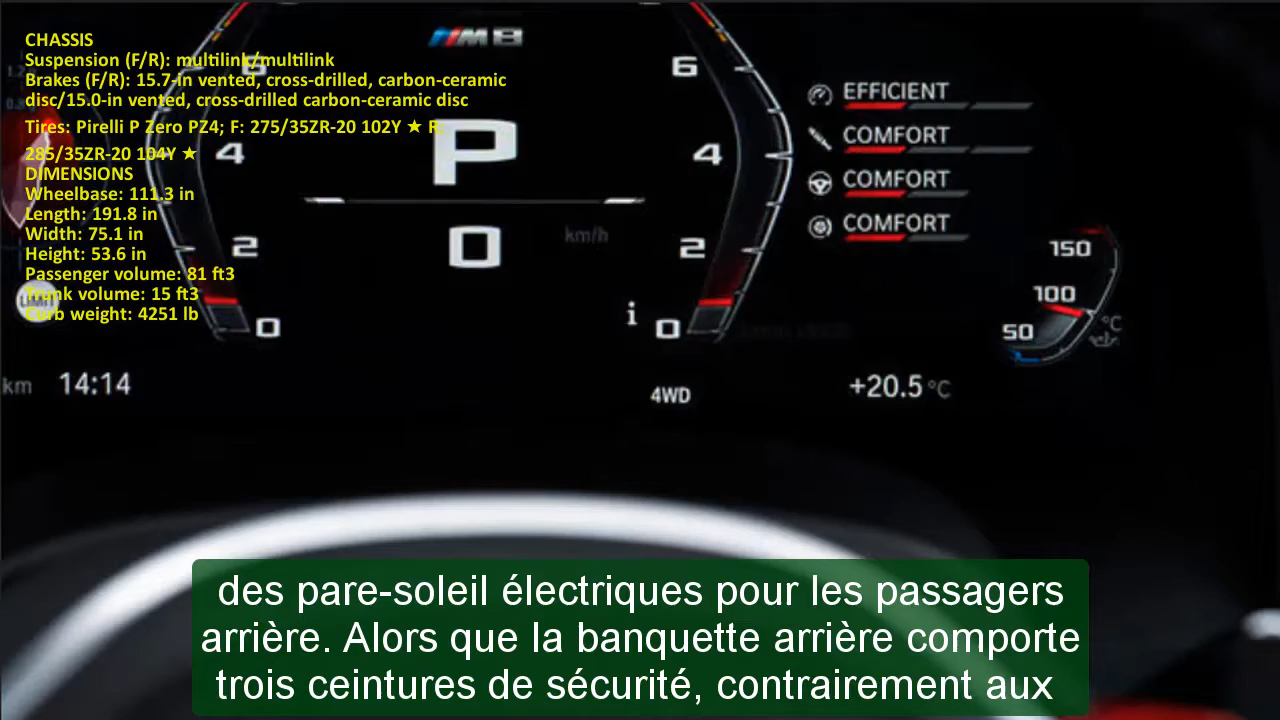 CHASSIS
Suspension (F/R): multilink/multilink
Brakes (F/R): 15.7-in vented, cross-drilled, carbon-ceramic
disc/15.0-in vented, cross-drilled carbon-ceramic disc
Tires: Pirelli P Zero PZ4; F: 275/35ZR-20 102Y ★ R:
285/35ZR-20 104Y ★
DIMENSIONS
Wheelbase: 111.3 in
Length: 191.8 in
Width: 75.1 in
Height: 53.6 in
Passenger volume: 81 ft3
Trunk volume: 15 ft3
Curb weight: 4251 lb
M8
6 6
4 P 4
2 0 km/h 2
0 i 0
EFFICIENT
COMFORT
COMFORT
COMFORT
150
100
50 °C
km 14:14 4WD +20.5 °C
des pare-soleil électriques pour les passagers
arrière. Alors que la banquette arrière comporte
trois ceintures de sécurité, contrairement aux